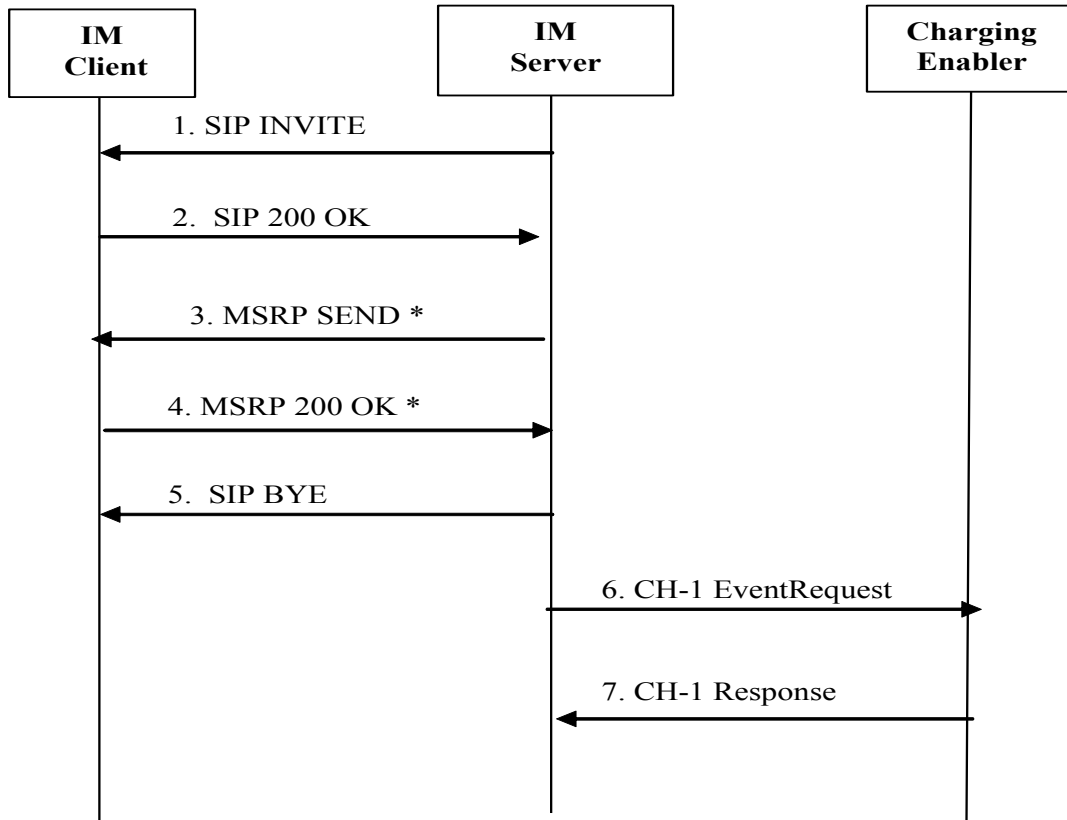 IM
Client
IM
Server
Charging
Enabler
1. SIP INVITE
2. SIP 200 OK
3. MSRP SEND *
4. MSRP 200 OK *
5. SIP BYE
6. CH-1 EventRequest
7. CH-1 Response